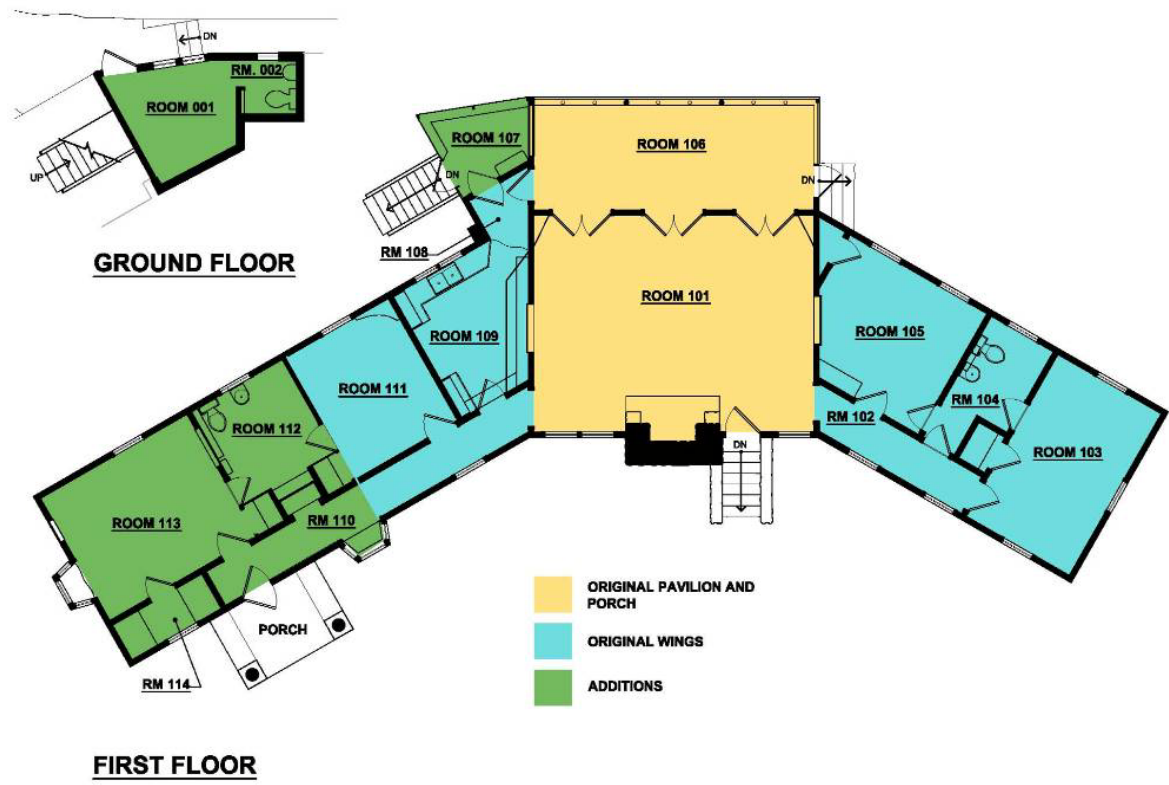 DN
RM. 002
ROOM 001
UP
GROUND FLOOR
ROOM 107
ROOM 106
DN
DN
RM 108
ROOM 101
ROOM 109
ROOM 105
ROOM 111
RM 104
RM 102
ROOM 112
DN
ROOM 103
ROOM 113
RM 110
ORIGINAL PAVILION AND
PORCH
PORCH
ORIGINAL WINGS
RM 114
ADDITIONS
FIRST FLOOR